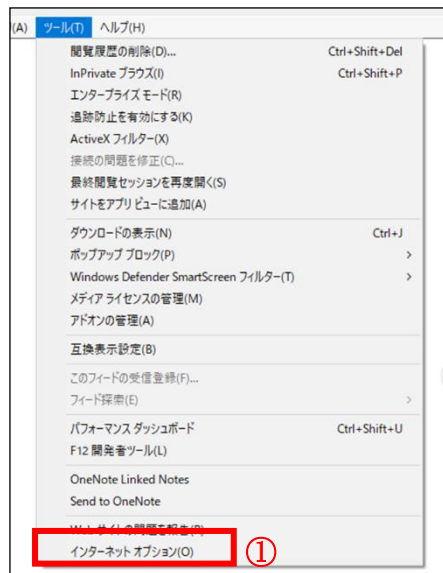 (A) ツール(T) ヘルプ(H)
閲覧履歴の削除(D)... Ctrl+Shift+Del
InPrivate ブラウズ(I) Ctrl+Shift+P
エンタープライズ モード(R)
追跡防止を有効にする(K)
ActiveX フィルター(X)
接続の問題を修正(C)...
最終閲覧セッションを再度開く(S)
サイトをアプリ ビューに追加(A)
ダウンロードの表示(N) Ctrl+J
ポップアップ ブロック(P) >
Windows Defender SmartScreen フィルター(T) >
メディア ライセンスの管理(M)
アドオンの管理(A)
互換表示設定(B)
このフィードの受信登録(F)...
フィード探索(E) >
パフォーマンス ダッシュボード Ctrl+Shift+U
F12 開発者ツール(L)
OneNote Linked Notes
Send to OneNote
Web サイトの問題を報告(R)
インターネット オプション(O) ①